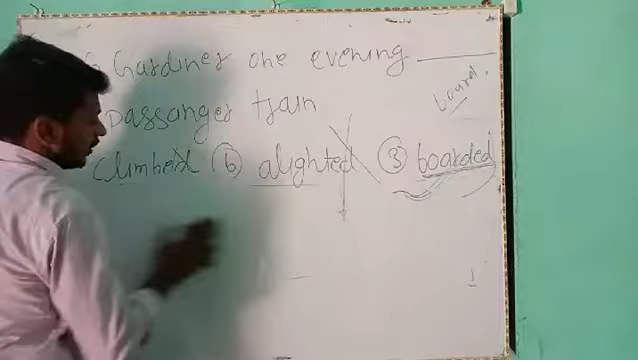 Gardiner one evening
board.
passanger train
climbed (b) alighted (3) boarded